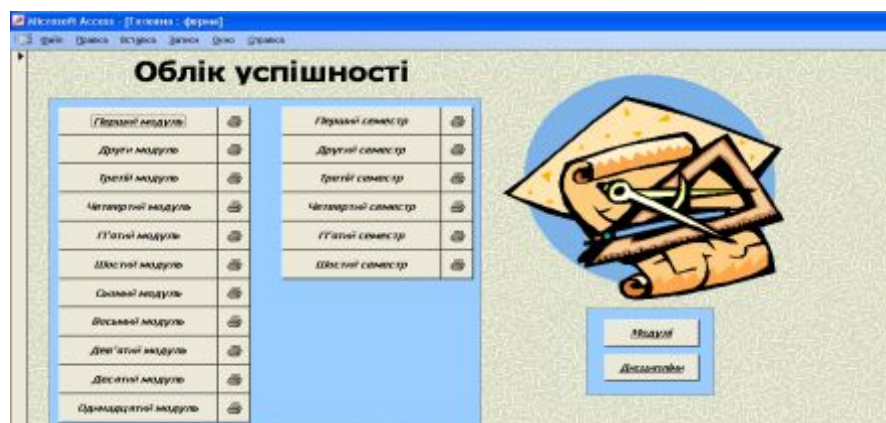 Microsoft Access - [Головна : форма]
Файл Правка Вставка Записи Окно Справка
Облік успішності
Перший модуль
Други модуль
Третій модуль
Четвертий модуль
П'ятий модуль
Шостий модуль
Сьомий модуль
Восьмий модуль
Дев'ятий модуль
Десятий модуль
Одинадцятий модуль
Перший семестр
Другий семестр
Третій семестр
Четвертий семестр
П'ятий семестр
Шостий семестр
Модулі
Дисципліни